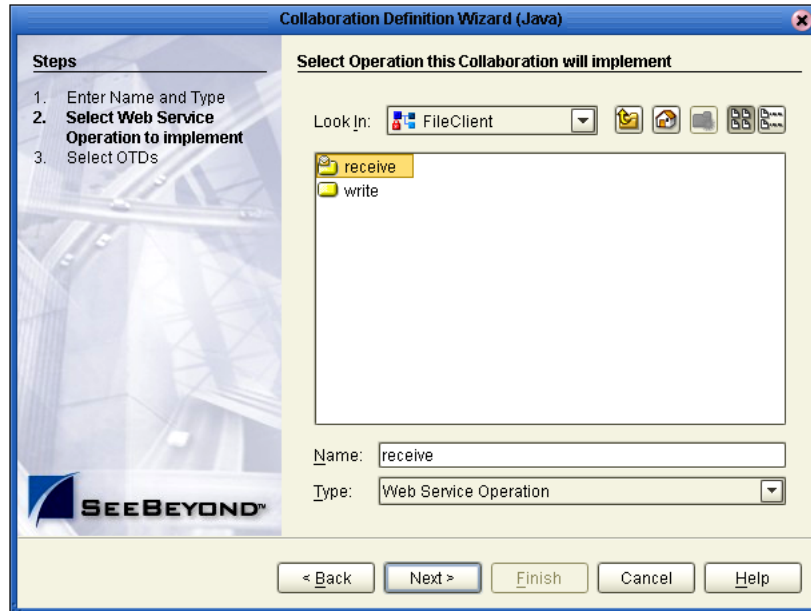 Collaboration Definition Wizard (Java)
Steps
1. Enter Name and Type
2. Select Web Service
Operation to implement
3. Select OTDs
SEEBEYOND™
Select Operation this Collaboration will implement
Look In: FileClient
receive
write
Name: receive
Type: Web Service Operation
< Back Next > Finish Cancel Help